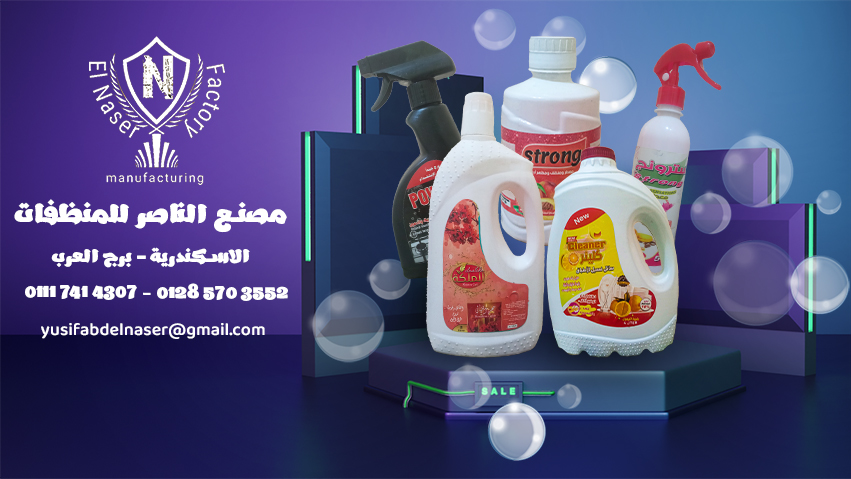 El Naser
Factory
N
manufacturing
مصنع الناصر للمنظفات
الاسكندرية - برج العرب
0111 741 4307 - 0128 570 3552
yusifabdelnaser@gmail.com
strong
الملكة
New
Cleaner
كلينر
SALE